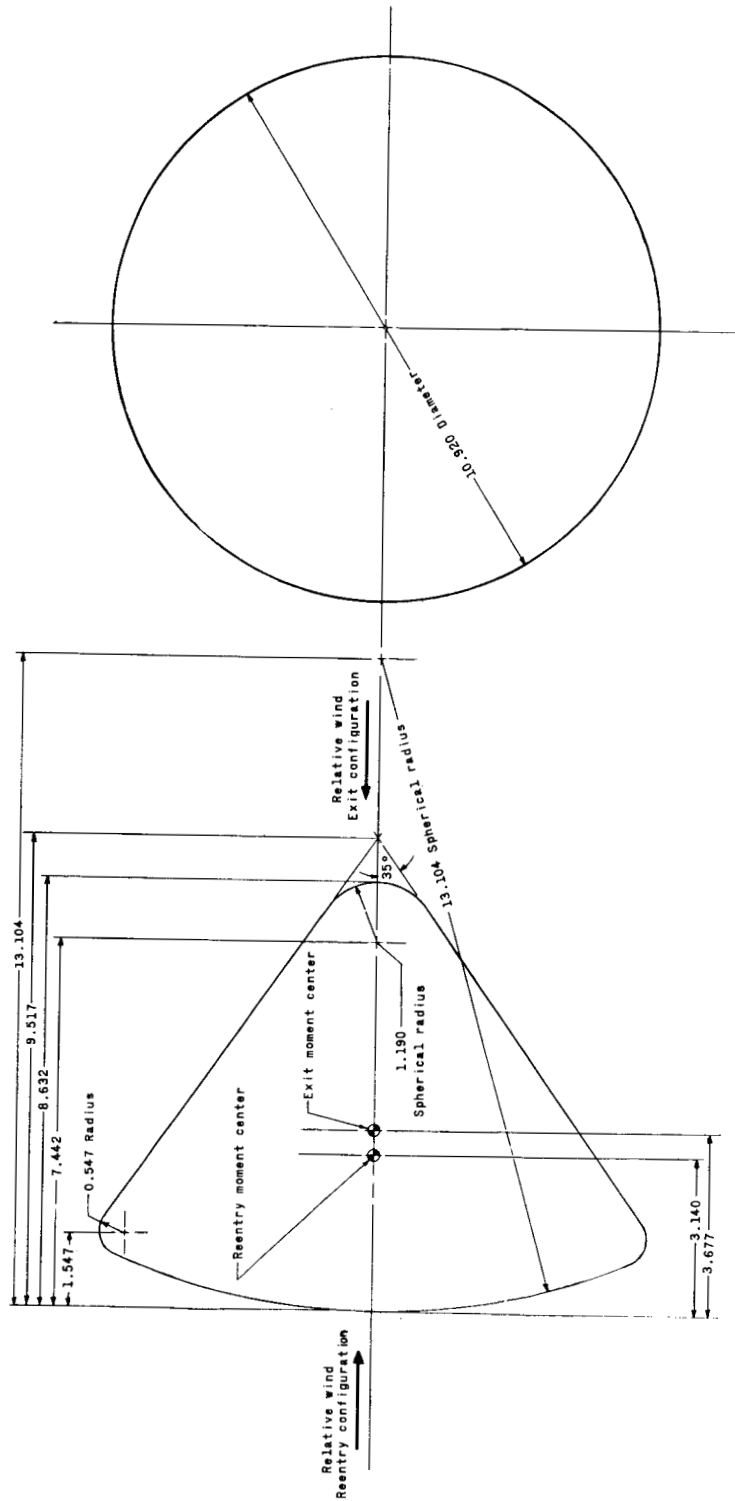 13.104
9.517
8.632
7.442
1.547
0.547 Radius
Reentry moment center
Exit moment center
1.190
Spherical radius
35°
Relative wind
Exit configuration
13.104 Spherical radius
Relative wind
Reentry configuration
3.140
3.677
10.920 Diameter